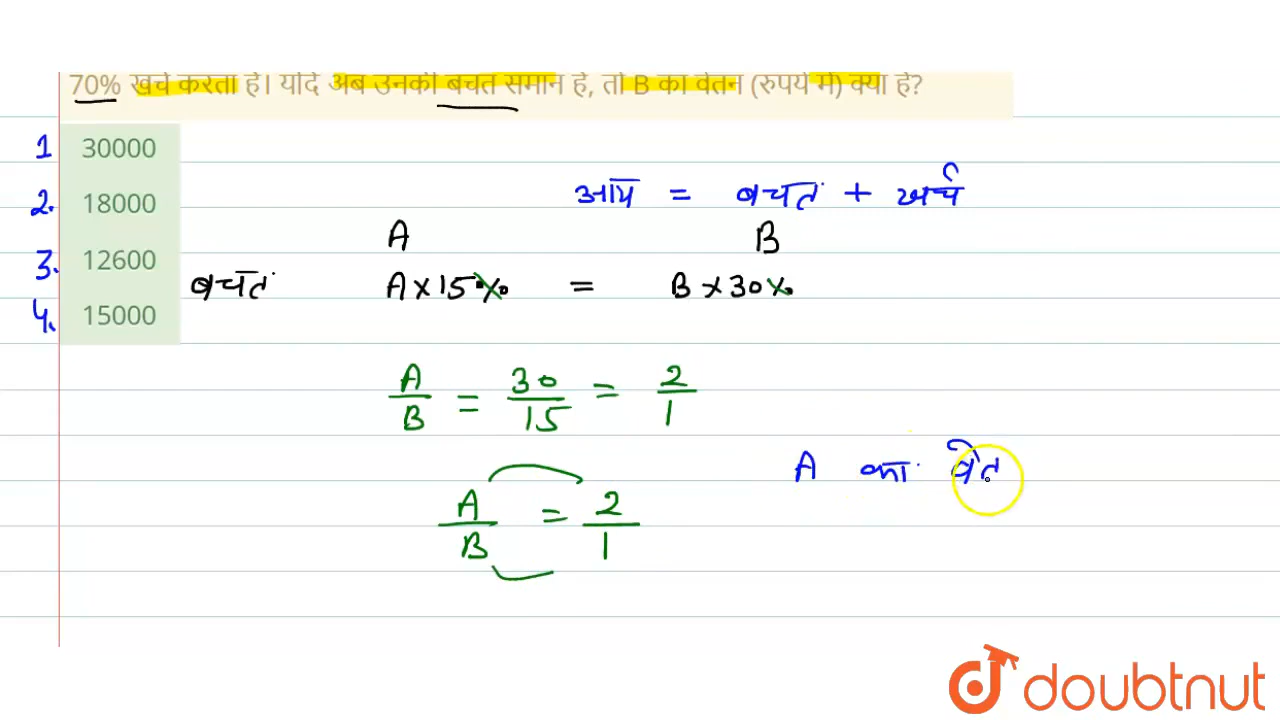 70% खर्च करता है। यदि अब उनकी बचत समान है, तो B का वेतन (रुपये में) क्या है?
1 30000
2. 18000
3. 12600
4. 15000
आय = बचत + खर्च
A B
बचत A×15% = B×30%
A/B = 30/15 = 2/1
A का वेत
A/B = 2/1
doubtnut